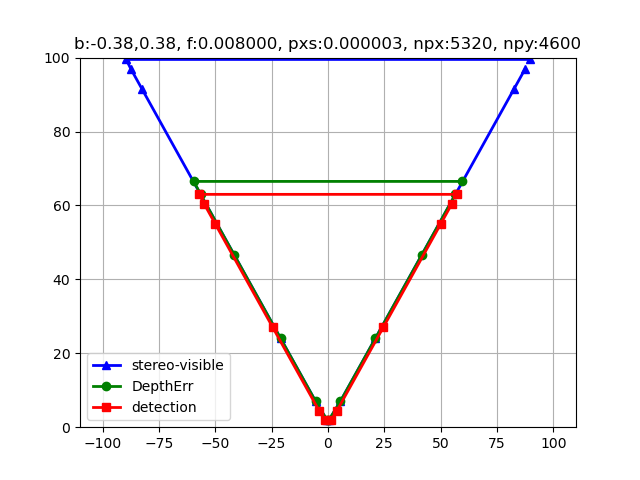 b:-0.38,0.38, f:0.008000, pxs:0.000003, npx:5320, npy:4600
100
80
60
40
20
0
stereo-visible
DepthErr
detection
−100 −75 −50 −25 0 25 50 75 100